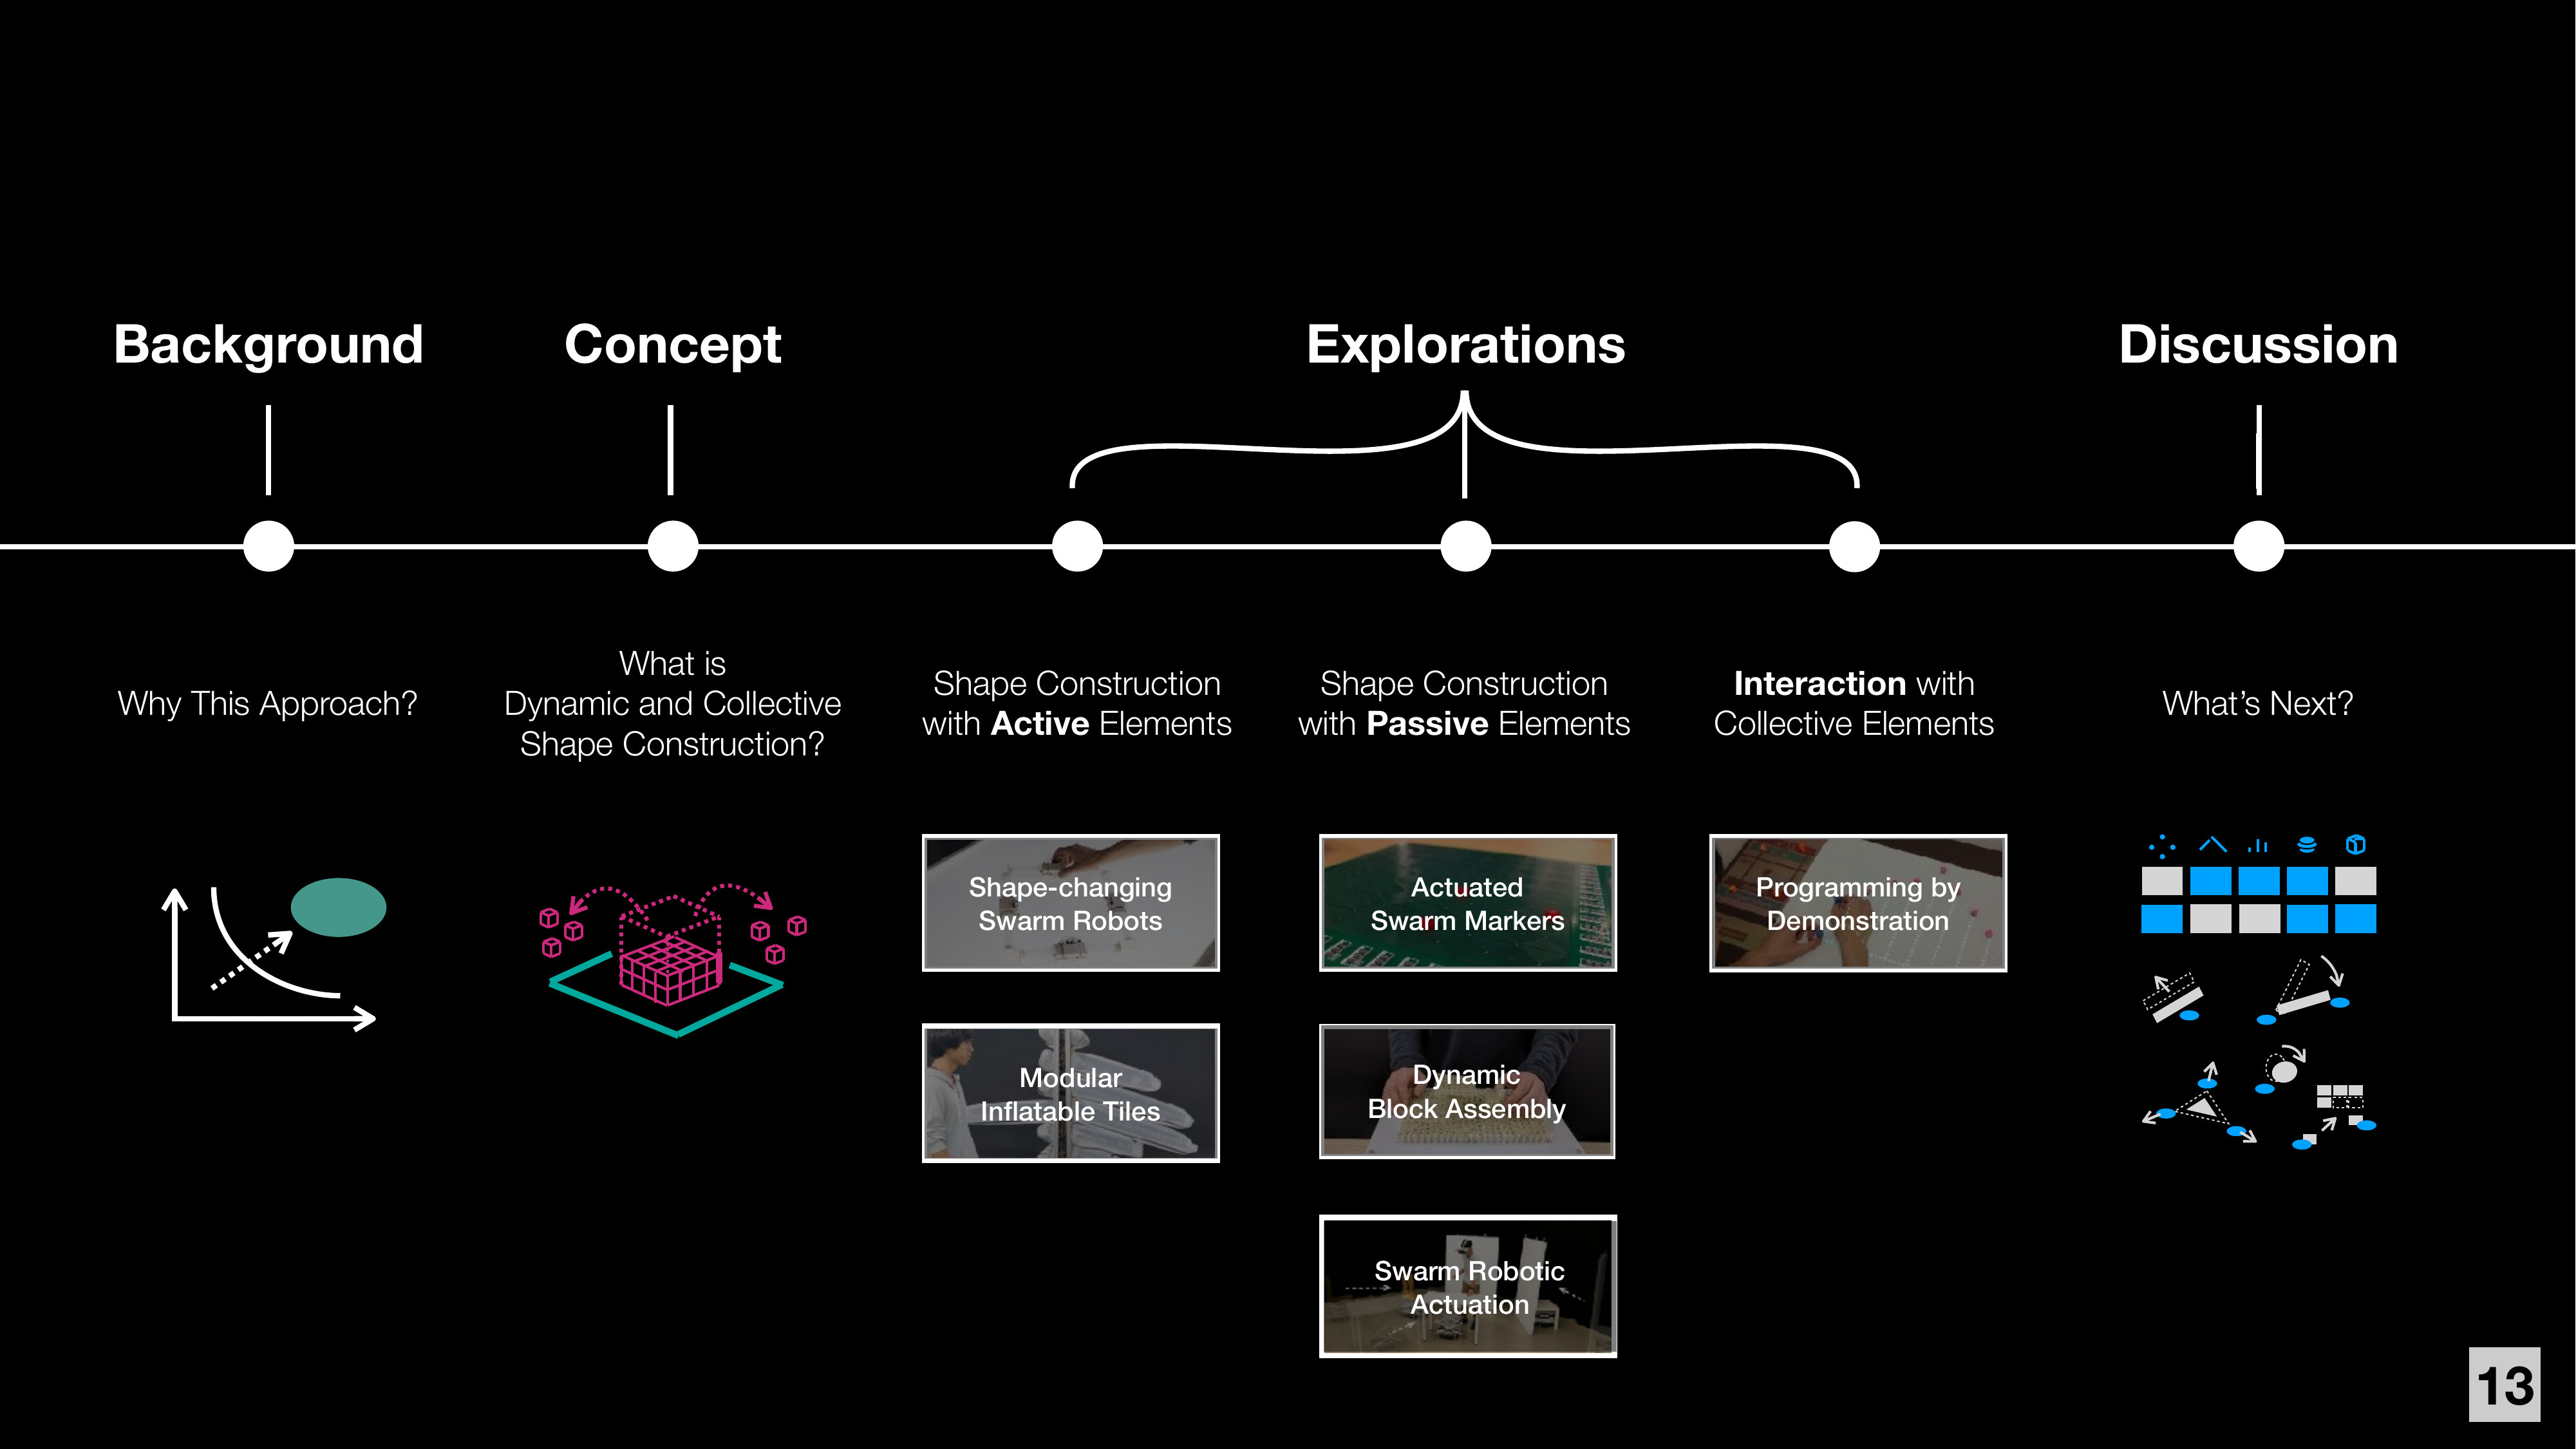 Background
Concept
Explorations
Discussion
Why This Approach?
What is
Dynamic and Collective
Shape Construction?
Shape Construction
with Active Elements
Shape Construction
with Passive Elements
Interaction with
Collective Elements
What’s Next?
Shape-changing
Swarm Robots
Modular
Inflatable Tiles
Actuated
Swarm Markers
Dynamic
Block Assembly
Swarm Robotic
Actuation
Programming by
Demonstration
13